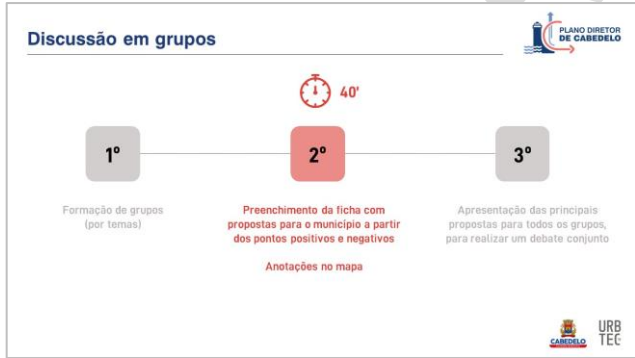 Discussão em grupos
PLANO DIRETOR
DE CABEDELO
40'
1º
2º
3º
Formação de grupos
(por temas)
Preenchimento da ficha com
propostas para o município a partir
dos pontos positivos e negativos
Anotações no mapa
Apresentação das principais
propostas para todos os grupos,
para realizar um debate conjunto
CABEDELO
URB
TEC